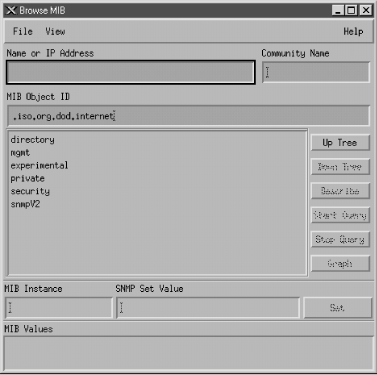 Browse MIB
File View Help
Name or IP Address Community Name
MIB Object ID
.iso.org.dod.internet
directory
mgmt
experimental
private
security
snmpV2
Up Tree
Down Tree
Describe
Start Query
Stop Query
Graph
MIB Instance SNMP Set Value
Set
MIB Values